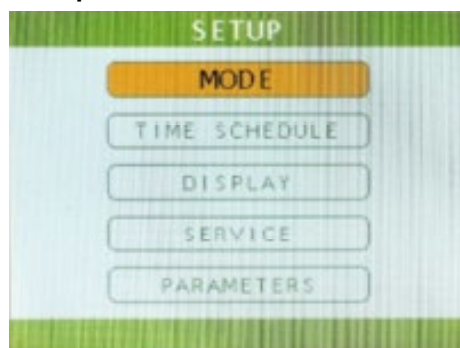 SETUP
MODE
TIME SCHEDULE
DISPLAY
SERVICE
PARAMETERS